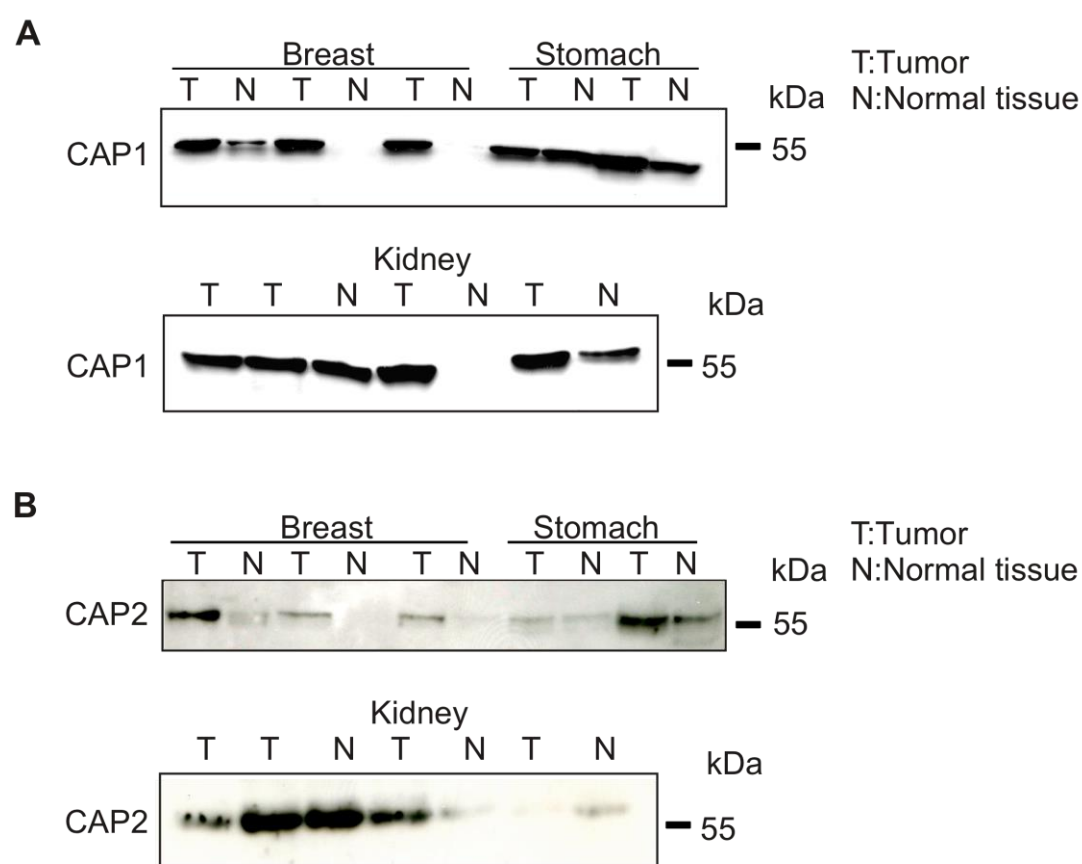 A
Breast Stomach
T N T N T N T N T N
T:Tumor
kDa N:Normal tissue
CAP1 55
Kidney
T T N T N T N
kDa
CAP1 55
B
Breast Stomach
T N T N T N T N T N
T:Tumor
kDa N:Normal tissue
CAP2 55
Kidney
T T N T N T N
kDa
CAP2 55